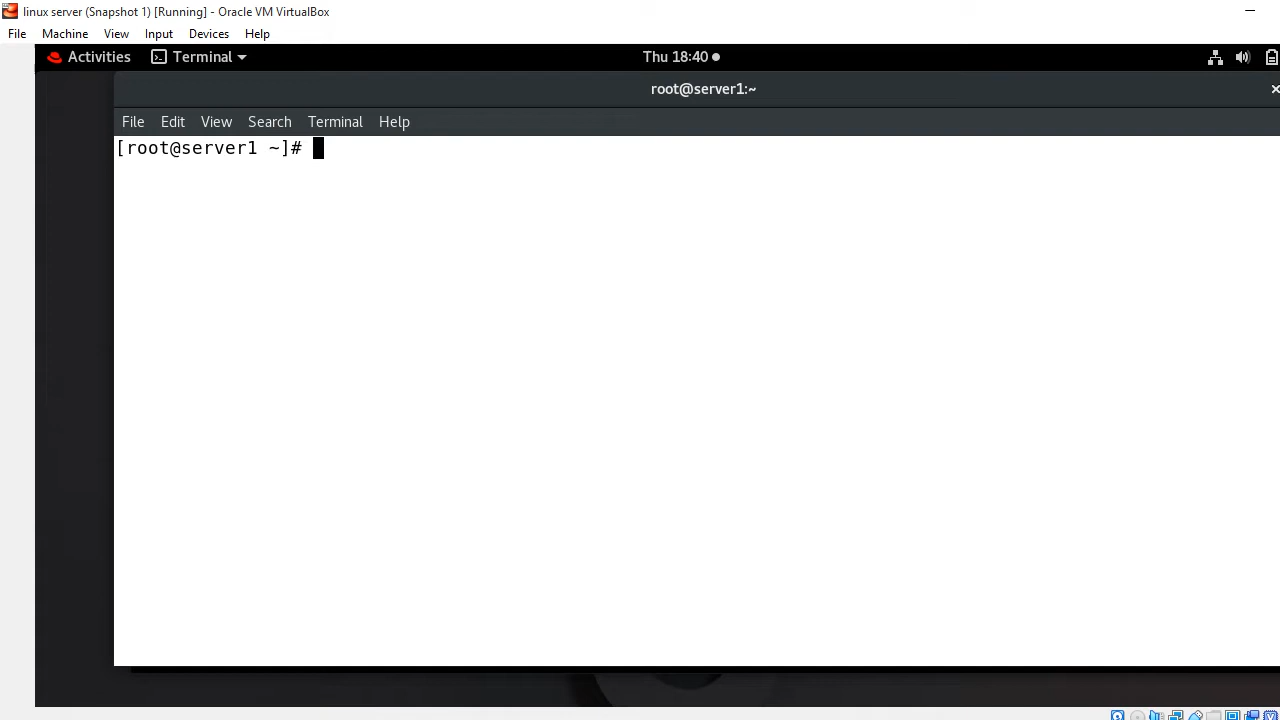 linux server (Snapshot 1) [Running] - Oracle VM VirtualBox
File Machine View Input Devices Help
Activities Terminal Thu 18:40
root@server1:~
File Edit View Search Terminal Help
[root@server1 ~]#